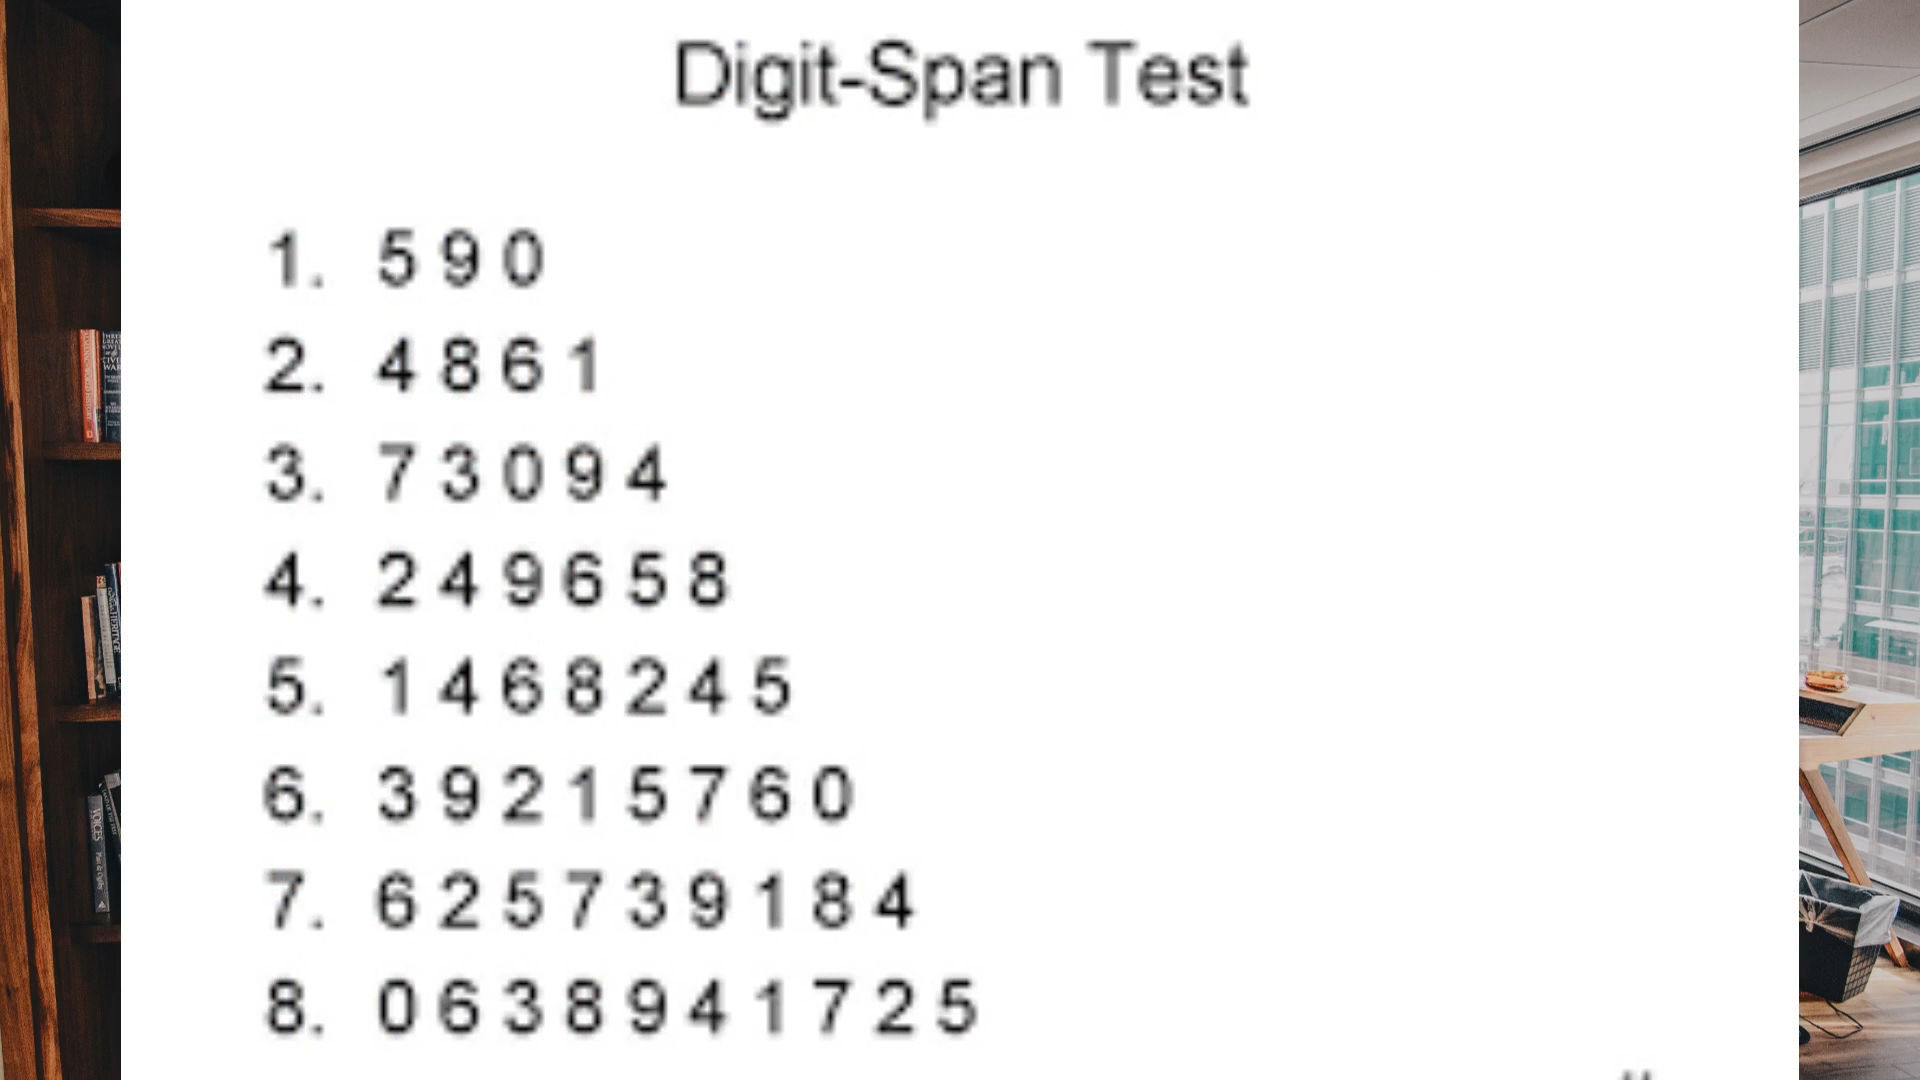 Digit-Span Test
1. 5 9 0
2. 4 8 6 1
3. 7 3 0 9 4
4. 2 4 9 6 5 8
5. 1 4 6 8 2 4 5
6. 3 9 2 1 5 7 6 0
7. 6 2 5 7 3 9 1 8 4
8. 0 6 3 8 9 4 1 7 2 5
VOICES